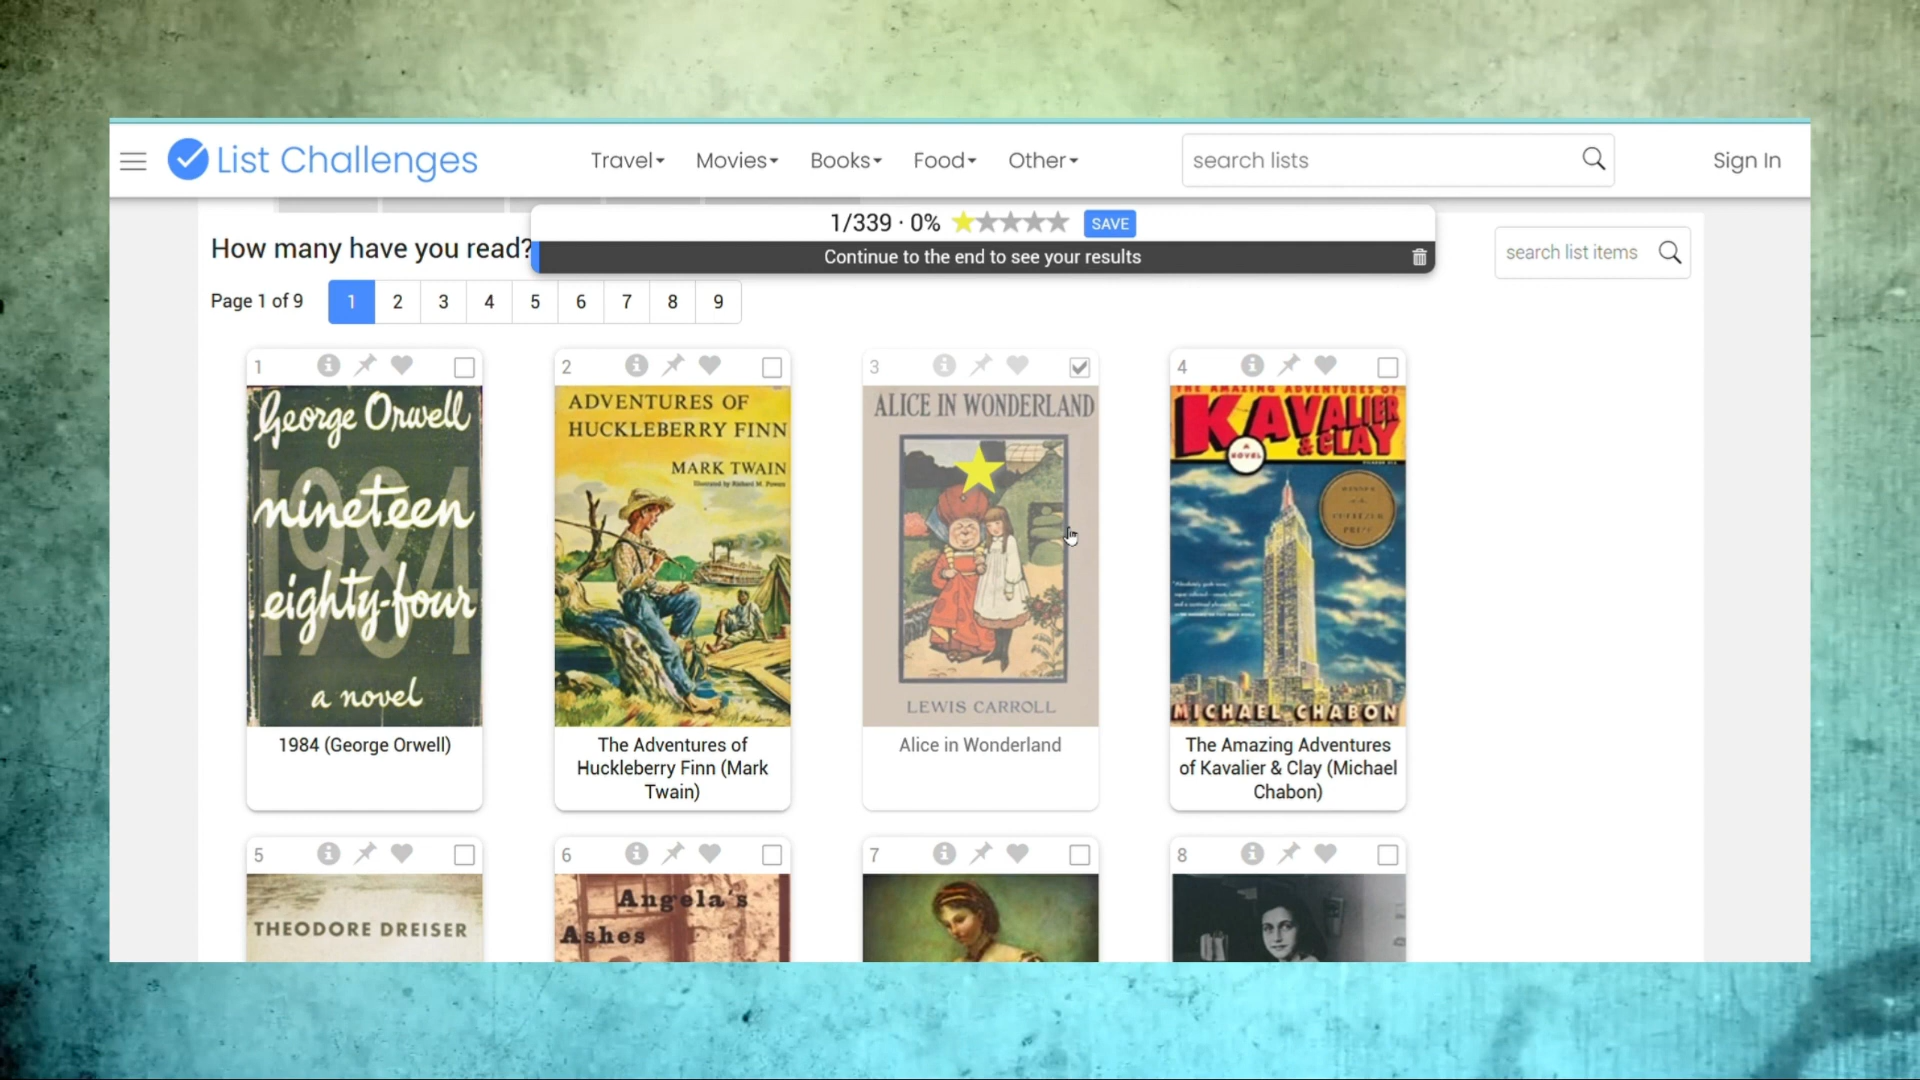 List Challenges
Travel
Movies
Books
Food
Other
search lists
Sign In
How many have you read?
1/339 · 0%
SAVE
Continue to the end to see your results
search list items
Page 1 of 9
1 2 3 4 5 6 7 8 9
1
George Orwell
1984
nineteen
eighty-four
a novel
1984 (George Orwell)
2
ADVENTURES OF
HUCKLEBERRY FINN
MARK TWAIN
The Adventures of
Huckleberry Finn (Mark
Twain)
3
ALICE IN WONDERLAND
LEWIS CARROLL
Alice in Wonderland
4
THE AMAZING ADVENTURES OF
KAVALIER
& CLAY
A
NOVEL
MICHAEL CHABON
The Amazing Adventures
of Kavalier & Clay (Michael
Chabon)
5
THEODORE DREISER
6
Angela's
Ashes
7
8